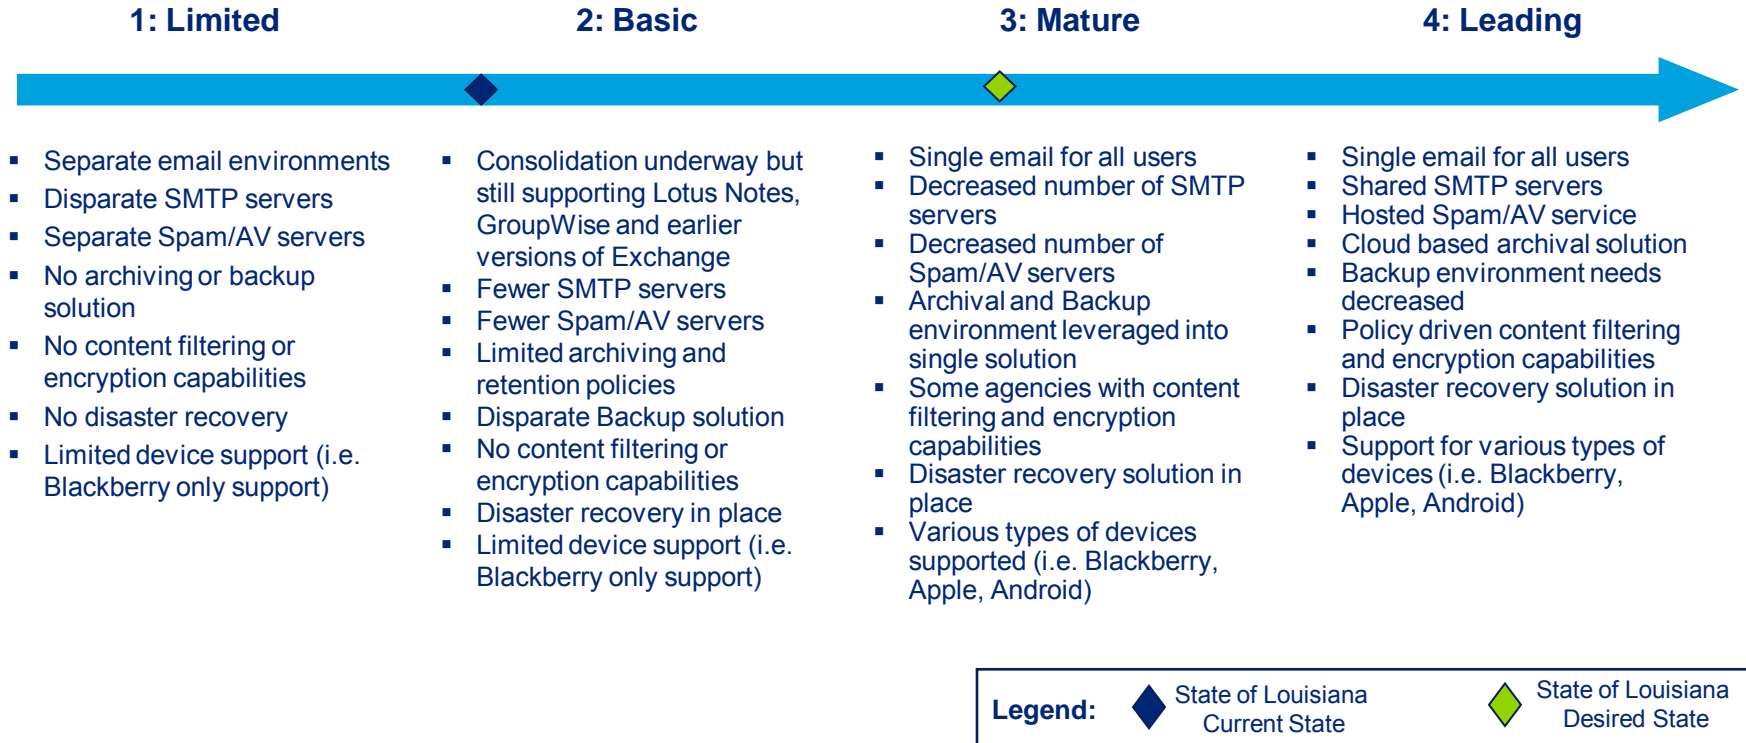 1: Limited
2: Basic
3: Mature
4: Leading
▪ Separate email environments
▪ Disparate SMTP servers
▪ Separate Spam/AV servers
▪ No archiving or backup
solution
▪ No content filtering or
encryption capabilities
▪ No disaster recovery
▪ Limited device support (i.e.
Blackberry only support)
▪ Consolidation underway but
still supporting Lotus Notes,
GroupWise and earlier
versions of Exchange
▪ Fewer SMTP servers
▪ Fewer Spam/AV servers
▪ Limited archiving and
retention policies
▪ Disparate Backup solution
▪ No content filtering or
encryption capabilities
▪ Disaster recovery in place
▪ Limited device support (i.e.
Blackberry only support)
▪ Single email for all users
▪ Decreased number of SMTP
servers
▪ Decreased number of
Spam/AV servers
▪ Archival and Backup
environment leveraged into
single solution
▪ Some agencies with content
filtering and encryption
capabilities
▪ Disaster recovery solution in
place
▪ Various types of devices
supported (i.e. Blackberry,
Apple, Android)
▪ Single email for all users
▪ Shared SMTP servers
▪ Hosted Spam/AV service
▪ Cloud based archival solution
▪ Backup environment needs
decreased
▪ Policy driven content filtering
and encryption capabilities
▪ Disaster recovery solution in
place
▪ Support for various types of
devices (i.e. Blackberry,
Apple, Android)
Legend:
State of Louisiana
Current State
State of Louisiana
Desired State